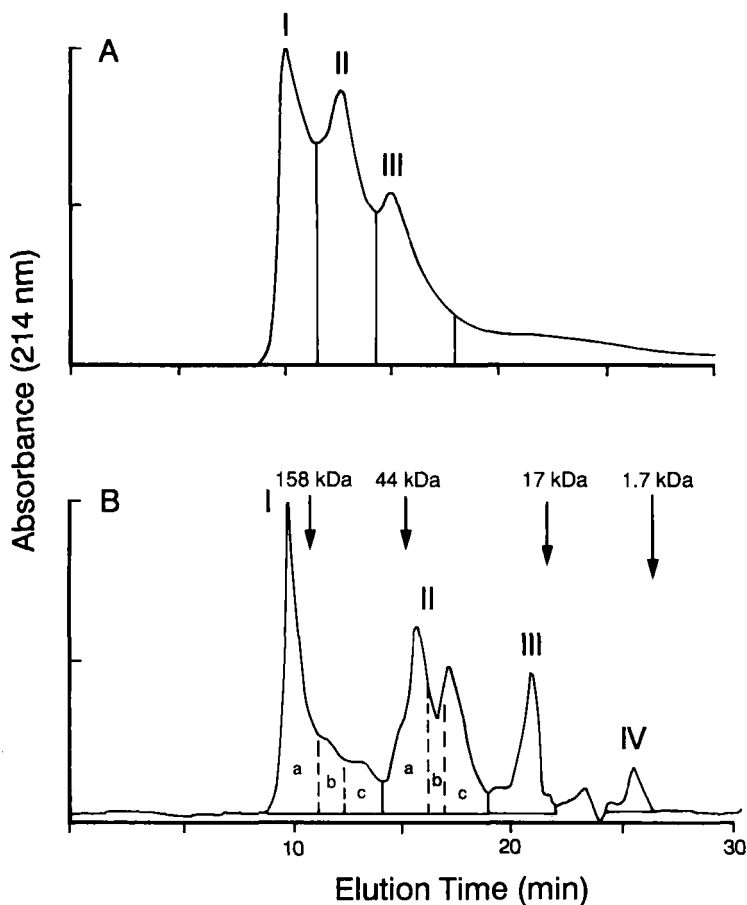 A
I
II
III
Absorbance (214 nm)
158 kDa
44 kDa
17 kDa
1.7 kDa
B
I
II
III
IV
a
b
c
a
b
c
10
20
30
Elution Time (min)